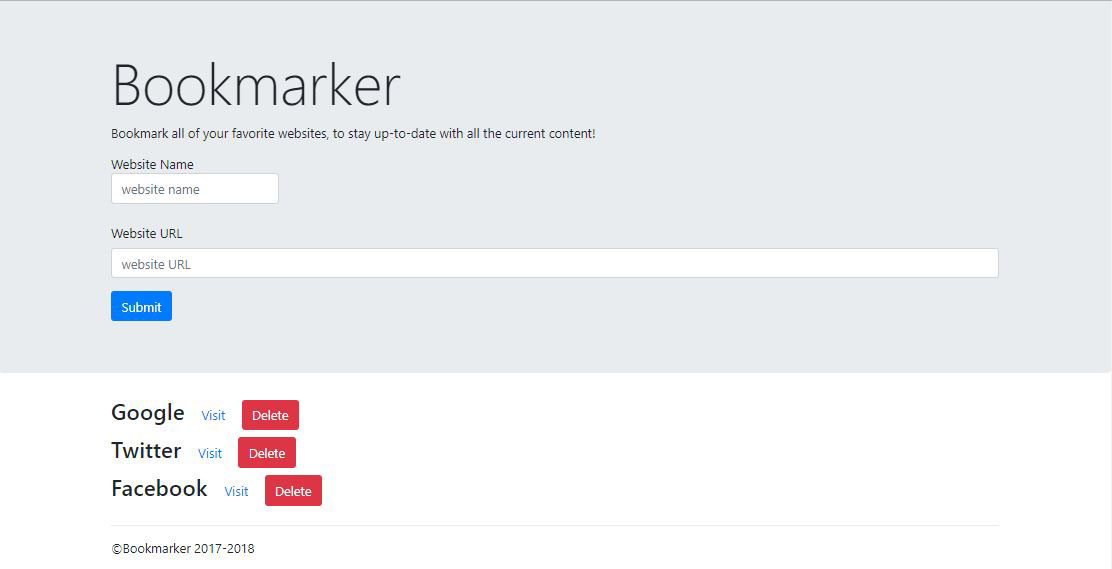 Bookmarker
Bookmark all of your favorite websites, to stay up-to-date with all the current content!
Website Name
website name
Website URL
website URL
Submit
Google Visit Delete
Twitter Visit Delete
Facebook Visit Delete
©Bookmarker 2017-2018